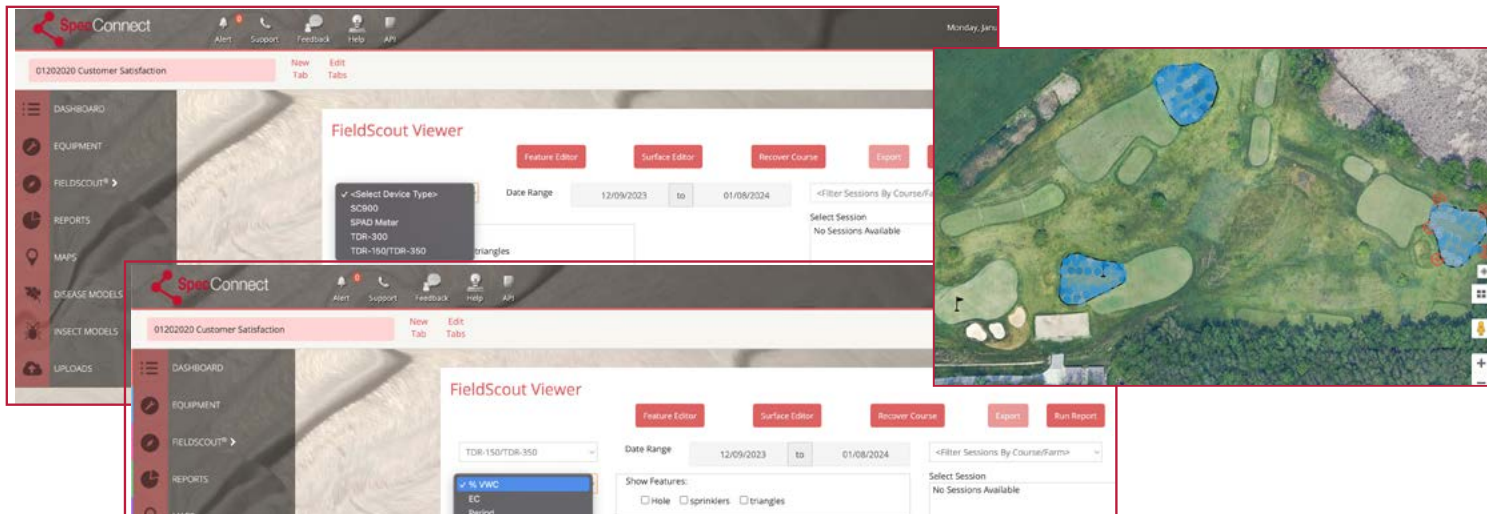 SpecConnect
Alert
0
Support
Feedback
Help
API
Monday, Janu
01202020 Customer Satisfaction
New Tab
Edit Tabs
DASHBOARD
EQUIPMENT
FIELDSCOUT® >
REPORTS
MAPS
DISEASE MODELS
INSECT MODELS
UPLOADS
FieldScout Viewer
Feature Editor
Surface Editor
Recover Course
Export
✓ <Select Device Type>
SC900
SPAD Meter
TDR-300
TDR-150/TDR-350
Date Range
12/09/2023 to 01/08/2024
<Filter Sessions By Course/Fa
Select Session
No Sessions Available
triangles
SpecConnect
Alert
0
Support
Feedback
Help
API
01202020 Customer Satisfaction
New Tab
Edit Tabs
DASHBOARD
EQUIPMENT
FIELDSCOUT® >
REPORTS
FieldScout Viewer
Feature Editor
Surface Editor
Recover Course
Export
Run Report
TDR-150/TDR-350
Date Range
12/09/2023 to 01/08/2024
<Filter Sessions By Course/Farm>
✓ % VWC
EC
Period
Show Features:
Hole sprinklers triangles
Select Session
No Sessions Available